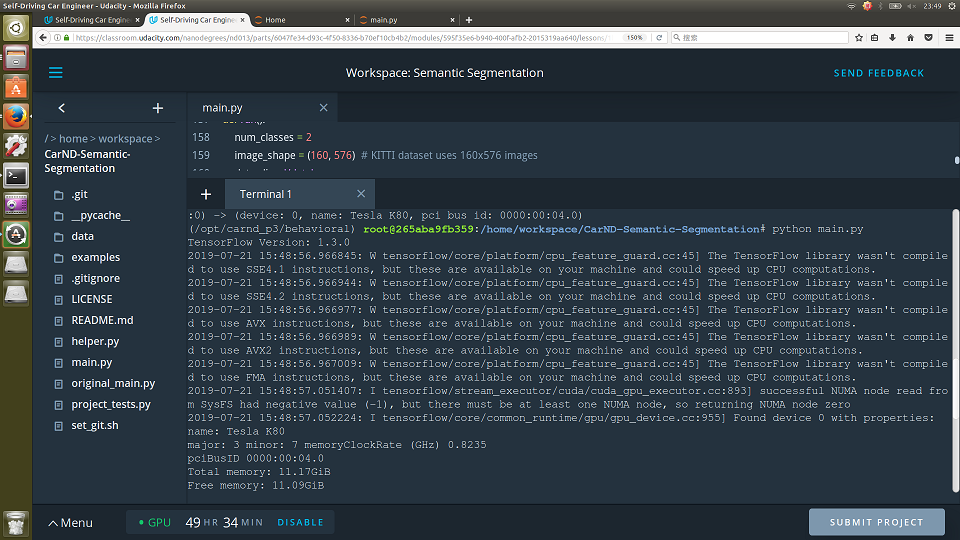 Self-Driving Car Engineer - Udacity - Mozilla Firefox
23:49
Self-Driving Car Engine
Self-Driving Car Engine
Home
main.py
https://classroom.udacity.com/nanodegrees/nd013/parts/6047fe34-d93c-4f50-8336-b70ef10cb4b2/modules/595f35e6-b940-400f-afb2-2015319aa640/lessons/
150%
搜索
Workspace: Semantic Segmentation
SEND FEEDBACK
main.py
/ > home > workspace >
CarND-Semantic-
Segmentation
158 num_classes = 2
159 image_shape = (160, 576) # KITTI dataset uses 160x576 images
Terminal 1
.git
__pycache__
data
examples
.gitignore
LICENSE
README.md
helper.py
main.py
original_main.py
project_tests.py
set_git.sh
:0) -> (device: 0, name: Tesla K80, pci bus id: 0000:00:04.0)
(/opt/carnd_p3/behavioral) root@265aba9fb359:/home/workspace/CarND-Semantic-Segmentation# python main.py
TensorFlow Version: 1.3.0
2019-07-21 15:48:56.966845: W tensorflow/core/platform/cpu_feature_guard.cc:45] The TensorFlow library wasn't compile
d to use SSE4.1 instructions, but these are available on your machine and could speed up CPU computations.
2019-07-21 15:48:56.966944: W tensorflow/core/platform/cpu_feature_guard.cc:45] The TensorFlow library wasn't compile
d to use SSE4.2 instructions, but these are available on your machine and could speed up CPU computations.
2019-07-21 15:48:56.966977: W tensorflow/core/platform/cpu_feature_guard.cc:45] The TensorFlow library wasn't compile
d to use AVX instructions, but these are available on your machine and could speed up CPU computations.
2019-07-21 15:48:56.966989: W tensorflow/core/platform/cpu_feature_guard.cc:45] The TensorFlow library wasn't compile
d to use AVX2 instructions, but these are available on your machine and could speed up CPU computations.
2019-07-21 15:48:56.967009: W tensorflow/core/platform/cpu_feature_guard.cc:45] The TensorFlow library wasn't compile
d to use FMA instructions, but these are available on your machine and could speed up CPU computations.
2019-07-21 15:48:57.051407: I tensorflow/stream_executor/cuda/cuda_gpu_executor.cc:893] successful NUMA node read fro
m SysFS had negative value (-1), but there must be at least one NUMA node, so returning NUMA node zero
2019-07-21 15:48:57.052224: I tensorflow/core/common_runtime/gpu/gpu_device.cc:955] Found device 0 with properties:
name: Tesla K80
major: 3 minor: 7 memoryClockRate (GHz) 0.8235
pciBusID 0000:00:04.0
Total memory: 11.17GiB
Free memory: 11.09GiB
Menu
GPU 49 HR 34 MIN DISABLE
SUBMIT PROJECT